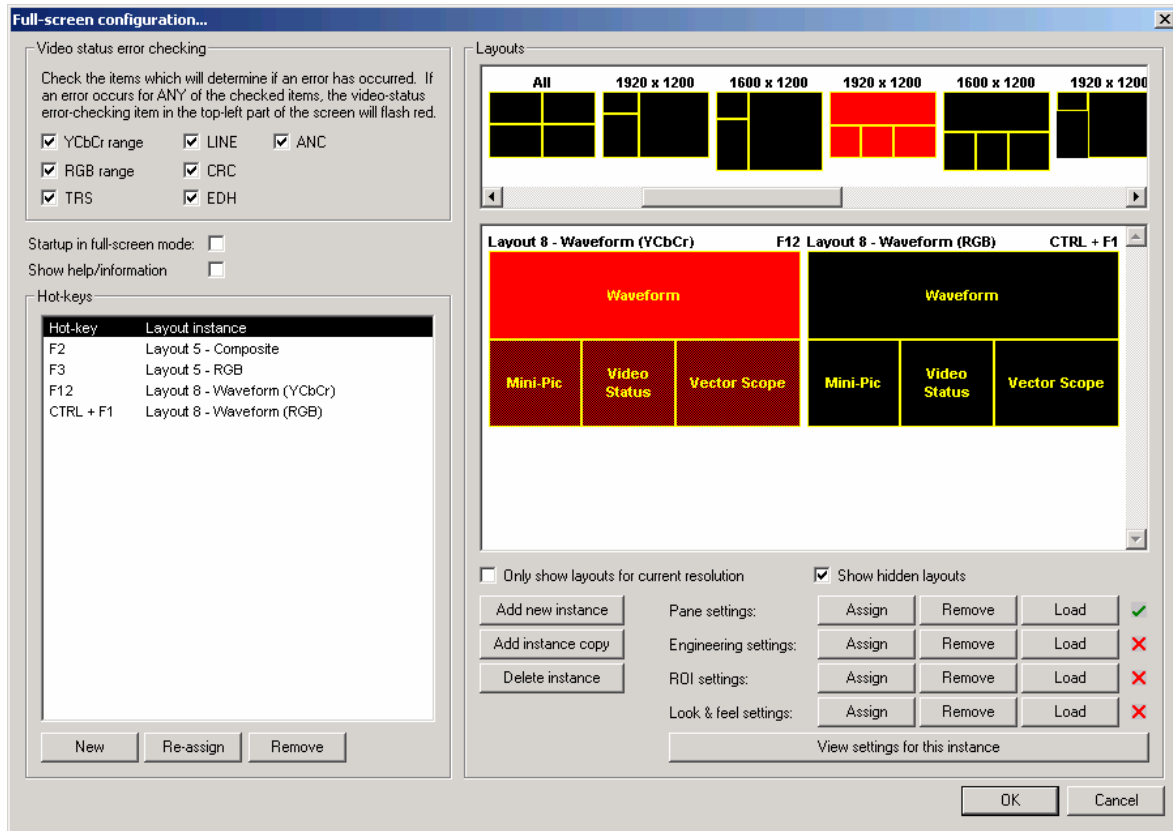 Full-screen configuration...
Video status error checking
Check the items which will determine if an error has occurred. If
an error occurs for ANY of the checked items, the video-status
error-checking item in the top-left part of the screen will flash red.
YCbCr range LINE ANC
RGB range CRC
TRS EDH
Startup in full-screen mode:
Show help/information
Hot-keys
Hot-key Layout instance
F2 Layout 5 - Composite
F3 Layout 5 - RGB
F12 Layout 8 - Waveform (YCbCr)
CTRL + F1 Layout 8 - Waveform (RGB)
New Re-assign Remove
Layouts
All 1920 x 1200 1600 x 1200 1920 x 1200 1600 x 1200 1920 x 1200
Layout 8 - Waveform (YCbCr) F12 Layout 8 - Waveform (RGB) CTRL + F1
Waveform Waveform
Mini-Pic Video Status Vector Scope Mini-Pic Video Status Vector Scope
Only show layouts for current resolution Show hidden layouts
Add new instance Pane settings: Assign Remove Load
Add instance copy Engineering settings: Assign Remove Load
Delete instance ROI settings: Assign Remove Load
Look & feel settings: Assign Remove Load
View settings for this instance
OK Cancel